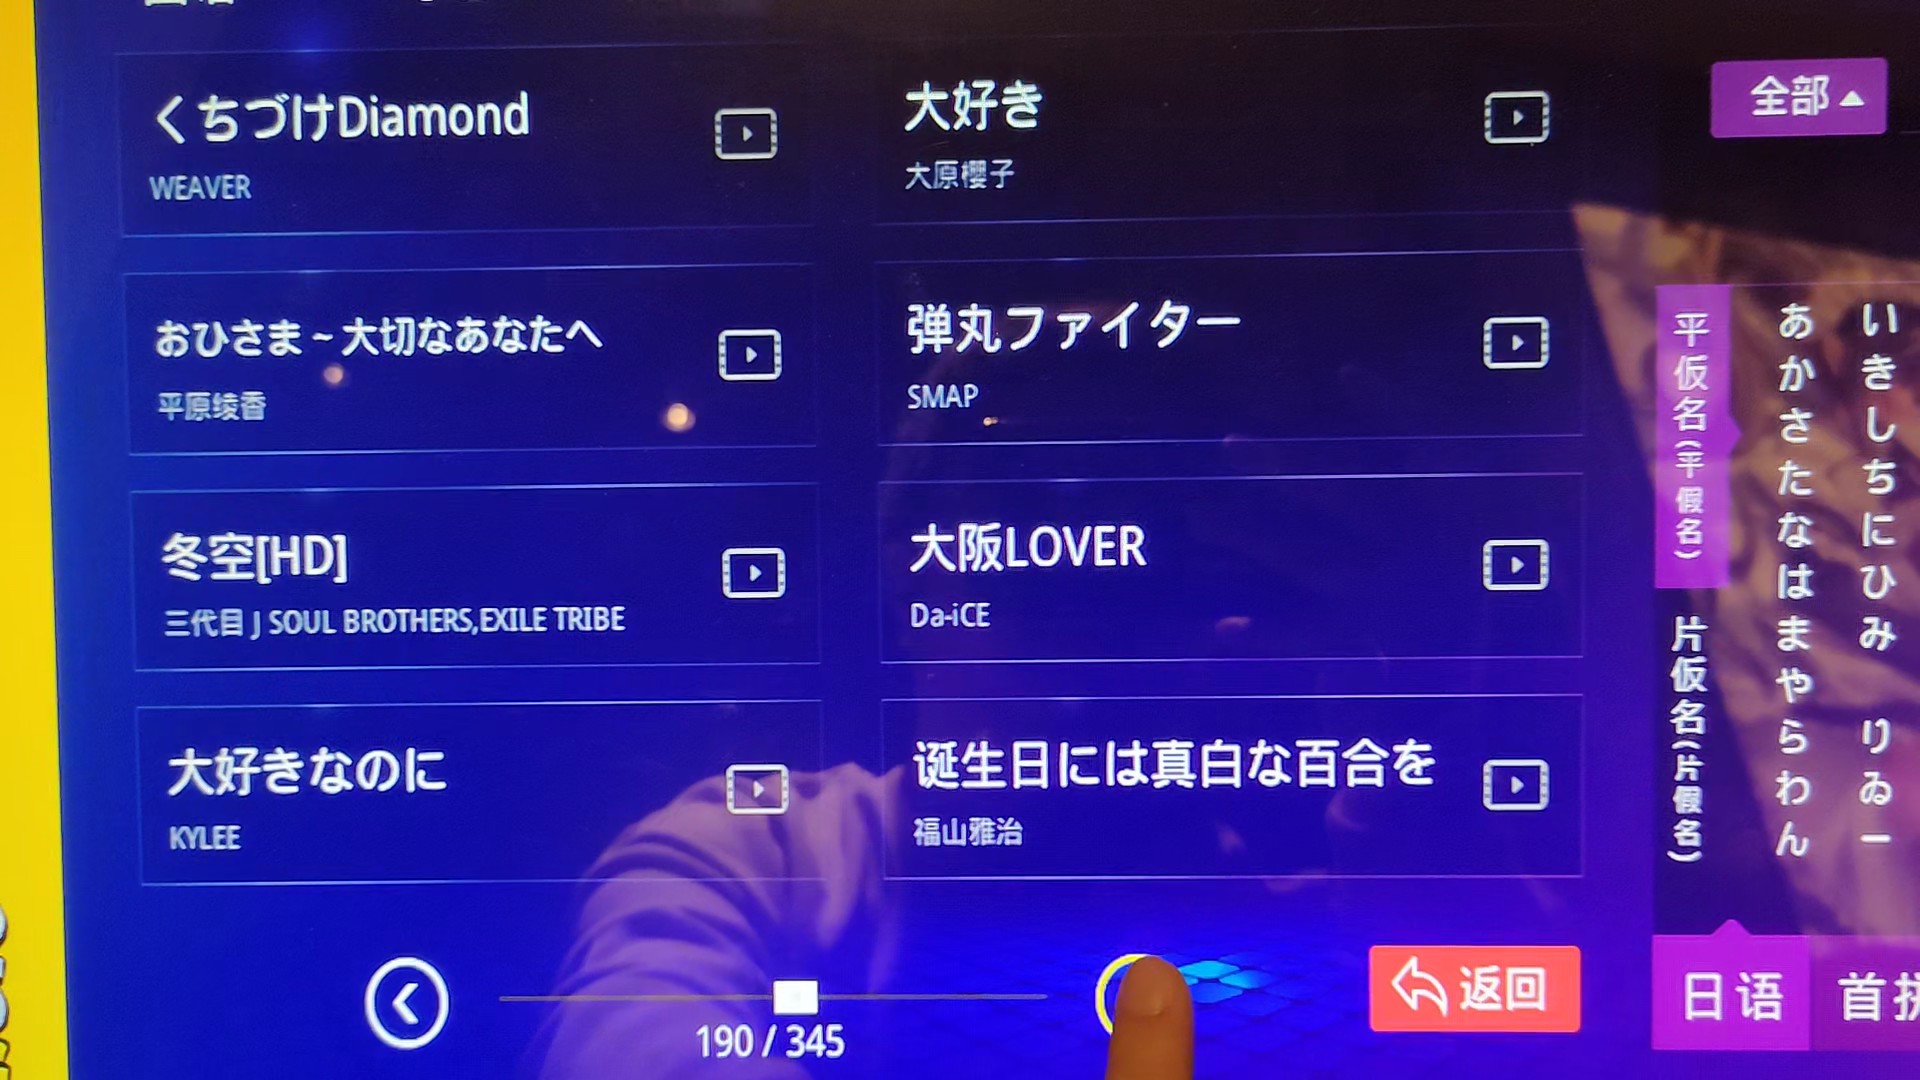 くちづけDiamond
WEAVER
大好き
大原櫻子
おひさま~大切なあなたへ
平原绫香
弾丸ファイター
SMAP
冬空[HD]
三代目 J SOUL BROTHERS,EXILE TRIBE
大阪LOVER
Da-iCE
大好きなのに
KYLEE
诞生日には真白な百合を
福山雅治
190 / 345
返回
全部
平仮名(平假名)
片仮名(片假名)
あかさたなはまやらわん
いきしちにひみ りゐー
日语
首拼